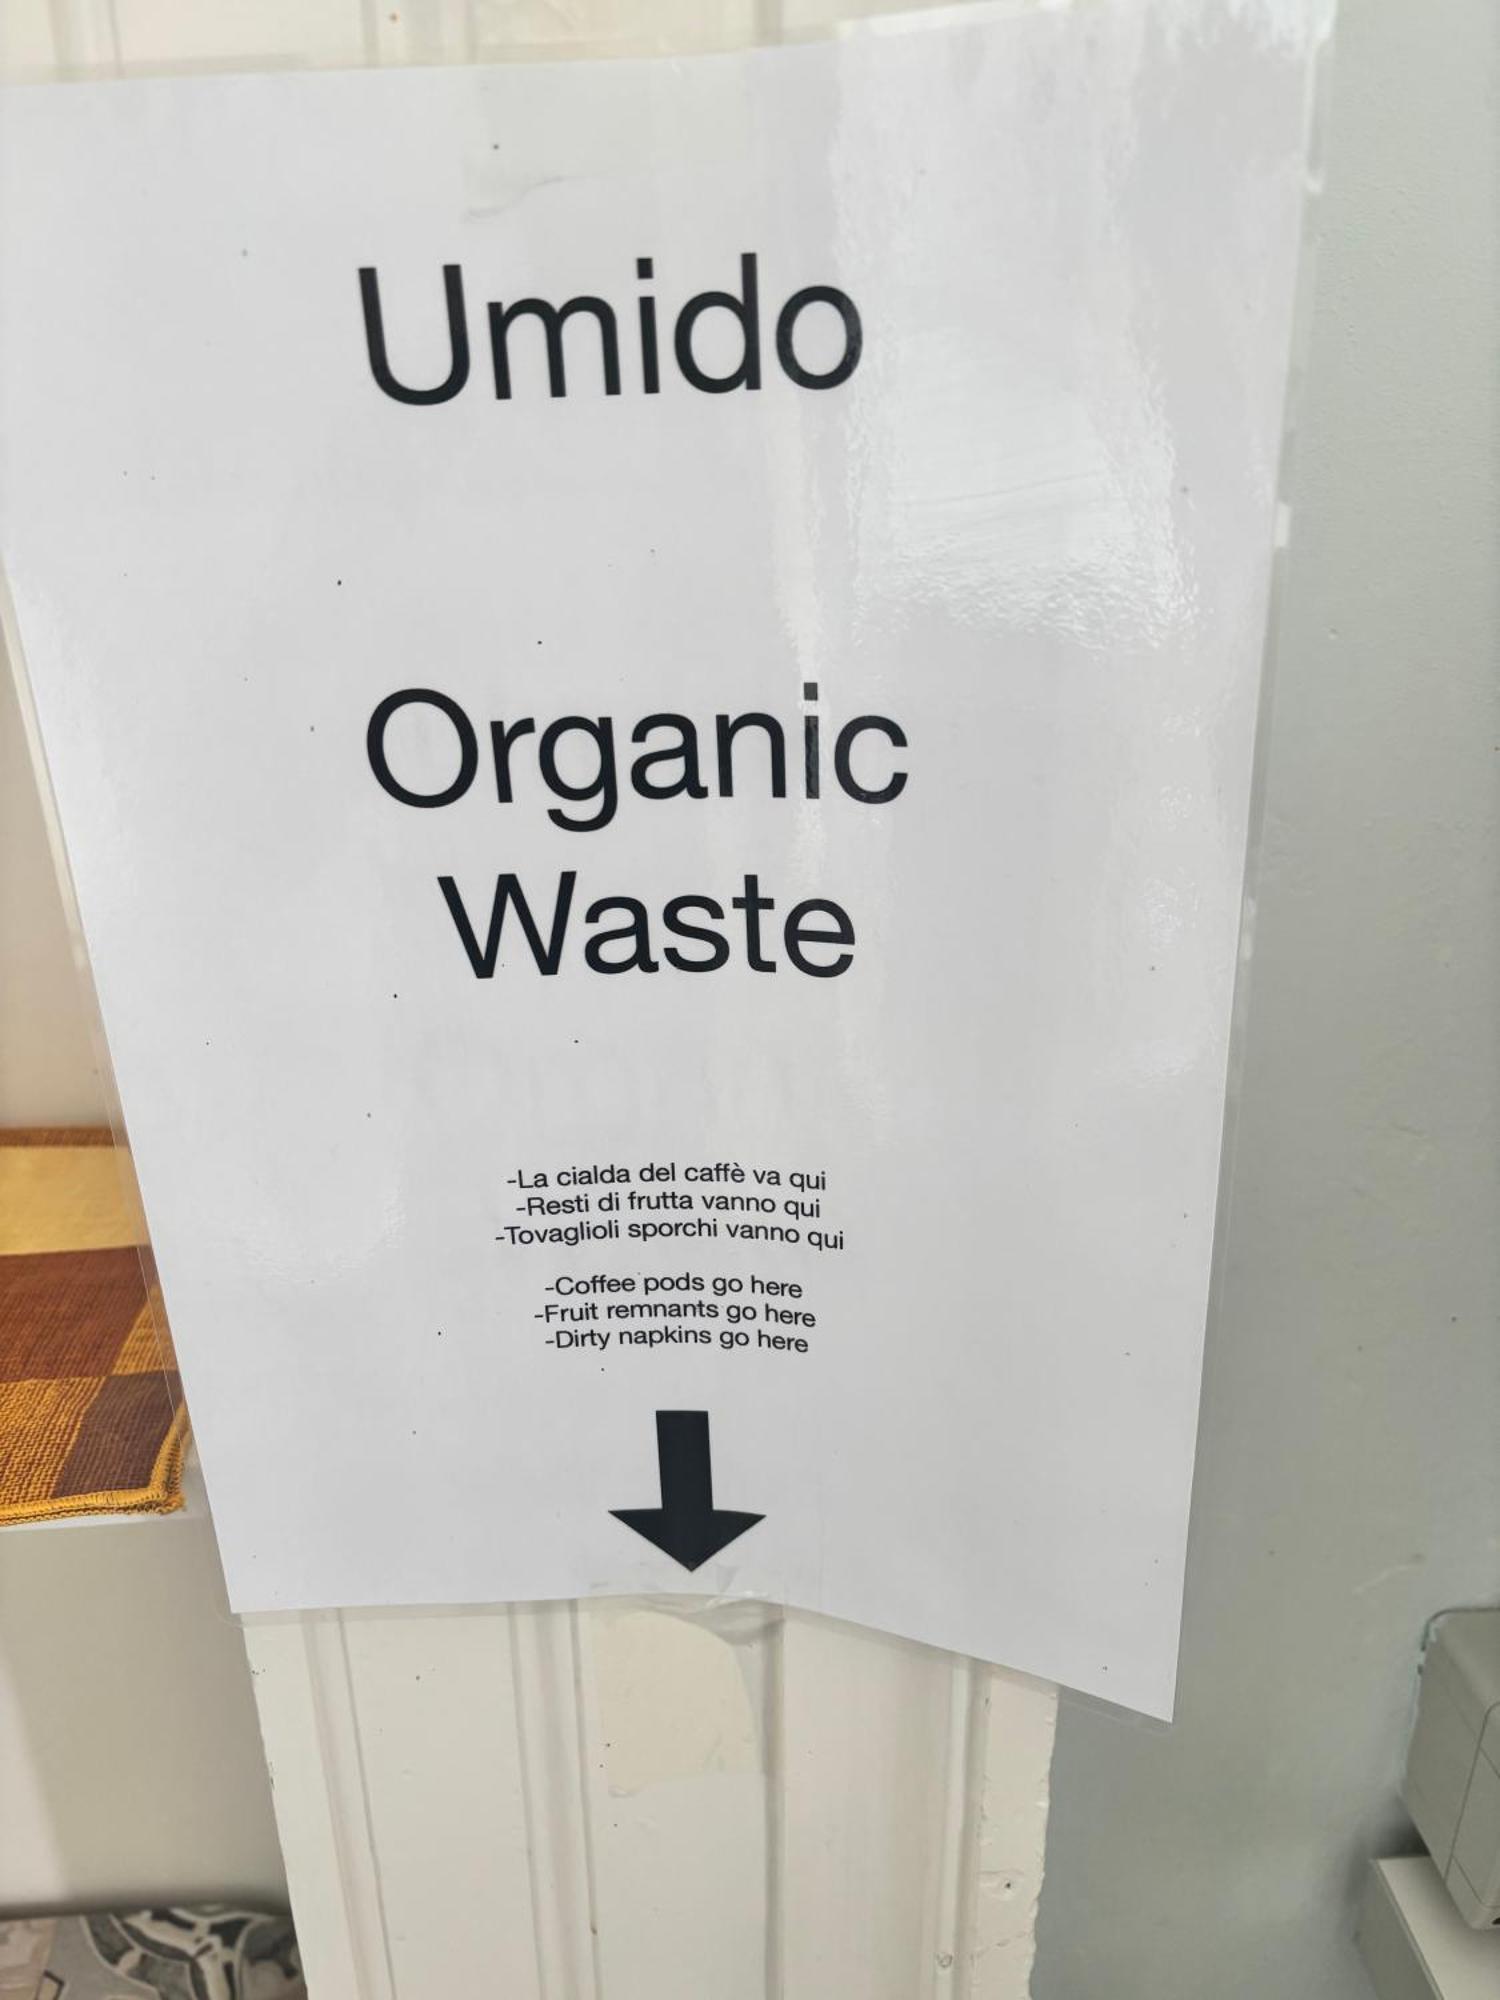 Umido
Organic
Waste
-La cialda del caffè va qui
-Resti di frutta vanno qui
-Tovaglioli sporchi vanno qui
-Coffee pods go here
-Fruit remnants go here
-Dirty napkins go here